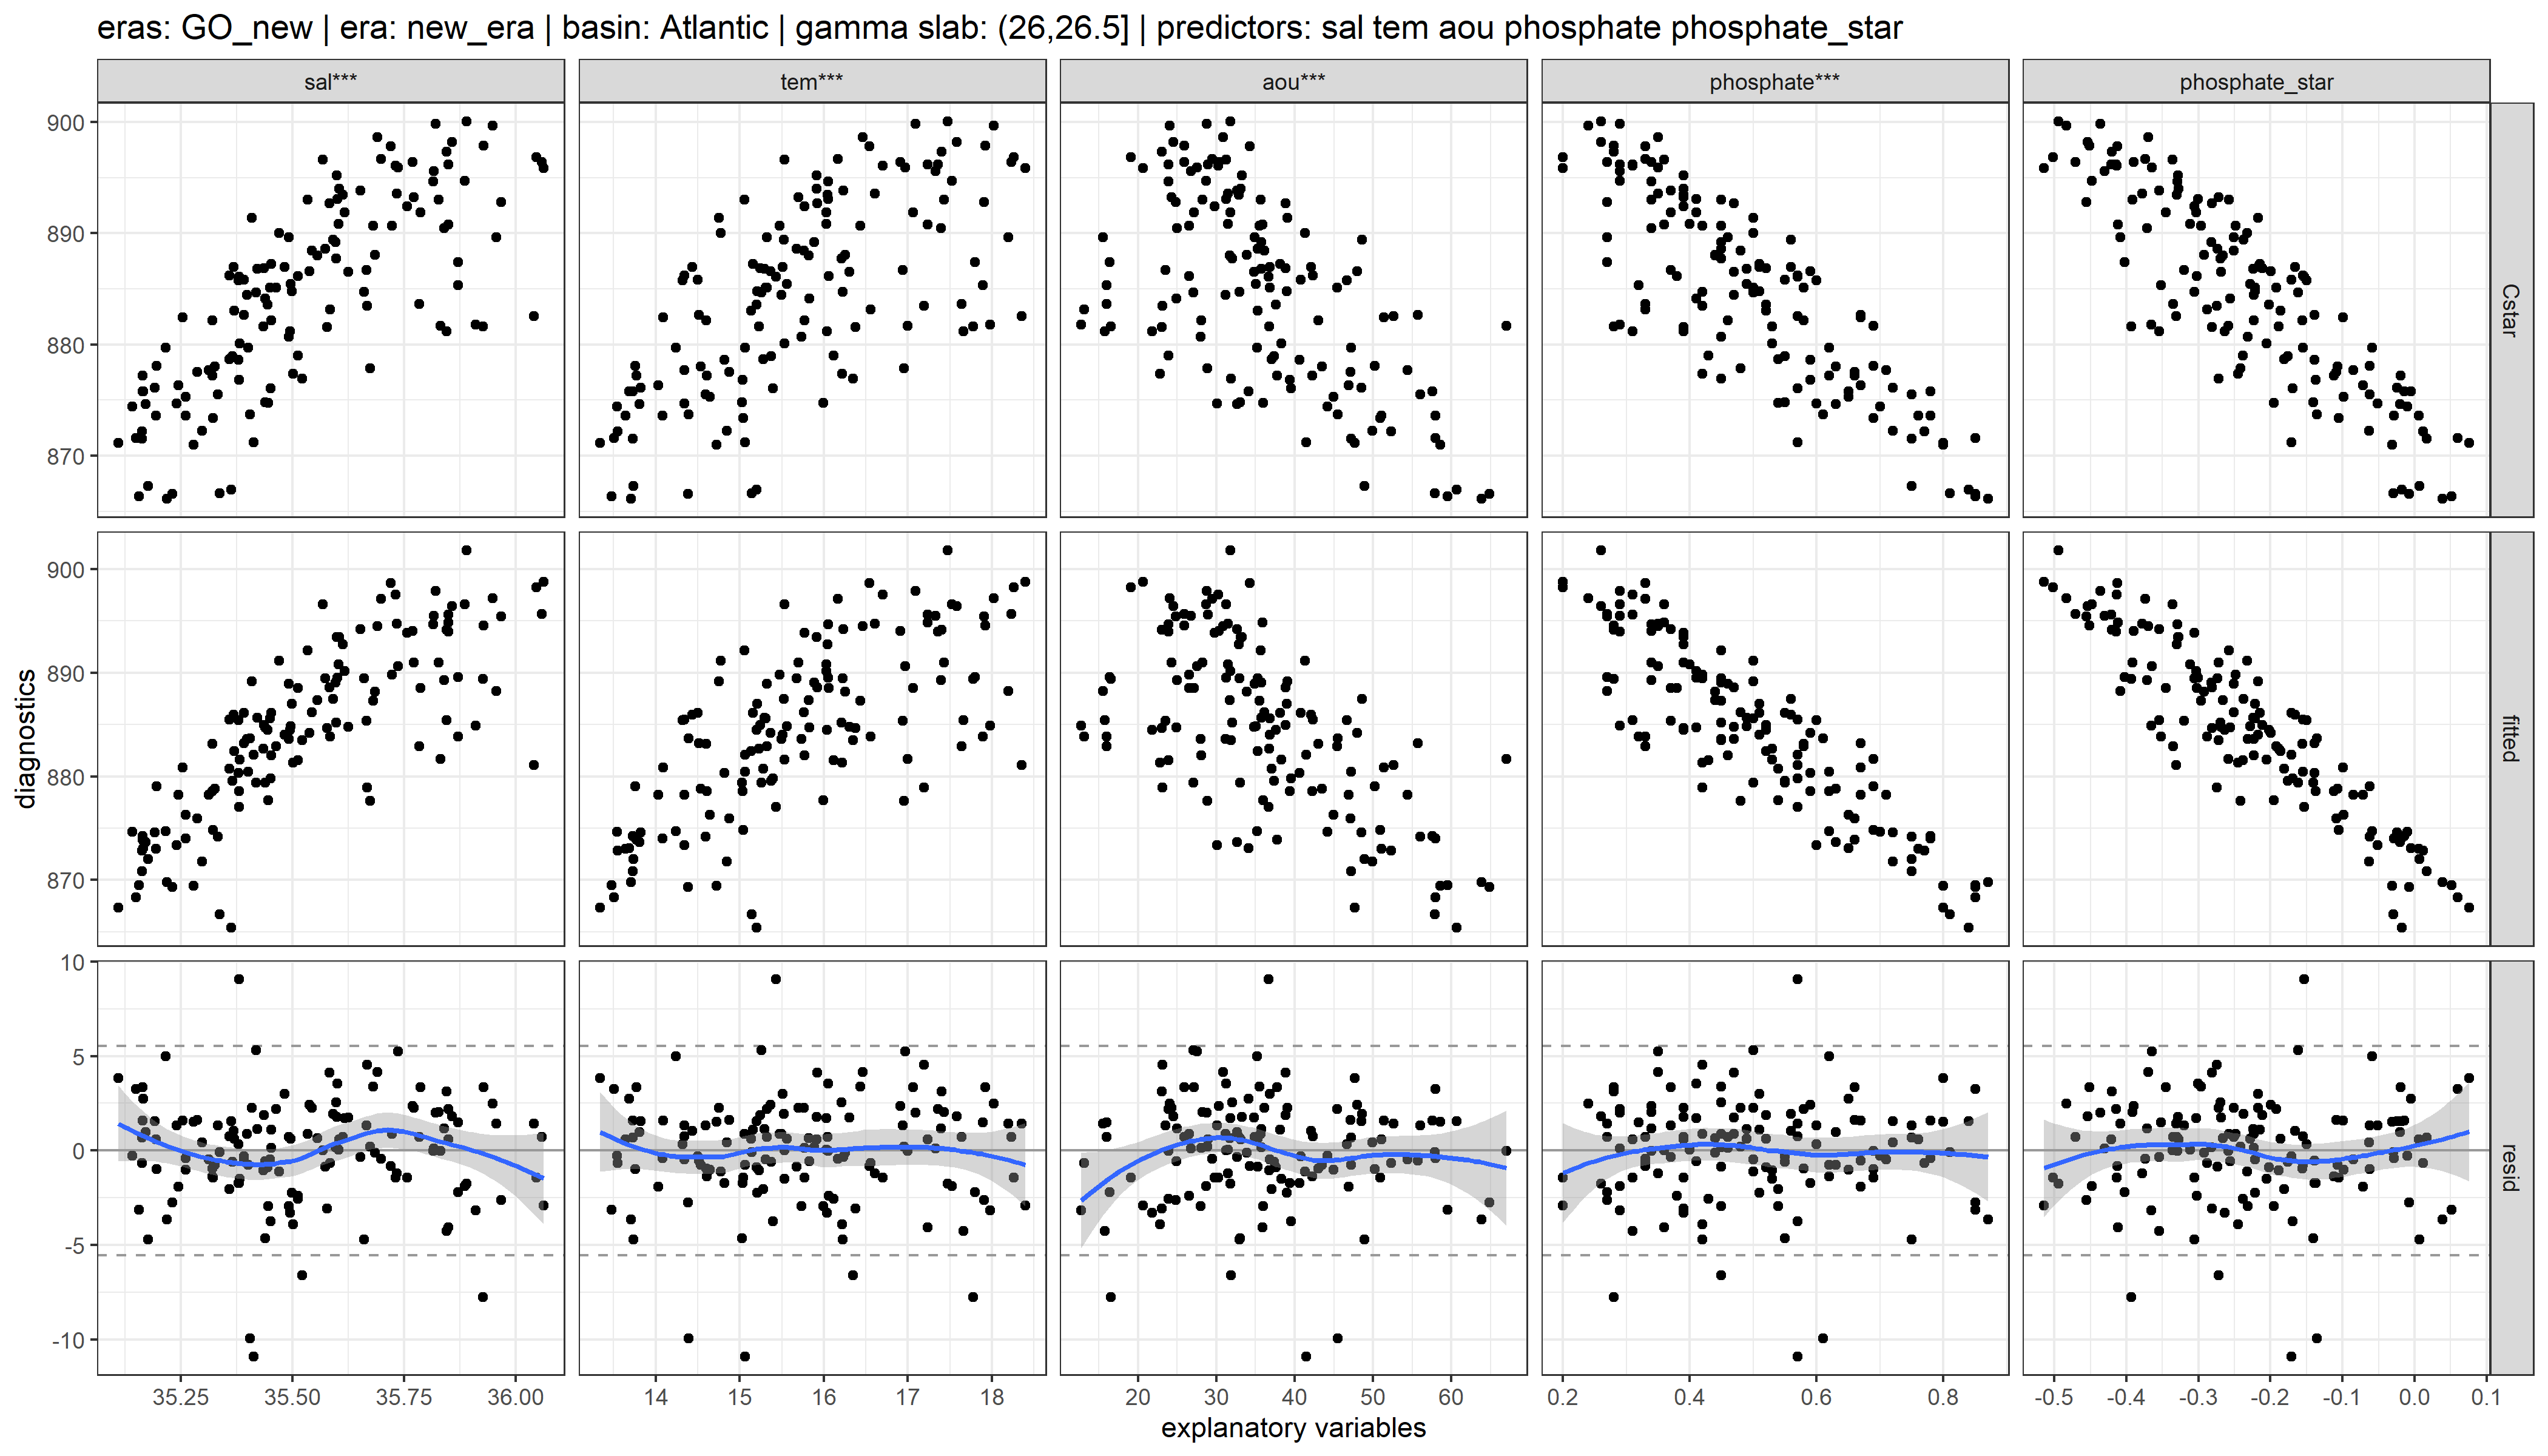 eras: GO_new | era: new_era | basin: Atlantic | gamma slab: (26,26.5] | predictors: sal tem aou phosphate phosphate_star
sal***
tem***
aou***
phosphate***
phosphate_star
900
890
880
870
Cstar
900
890
880
870
fitted
10
5
0
-5
-10
resid
diagnostics
35.25 35.50 35.75 36.00
14 15 16 17 18
20 30 40 50 60
0.2 0.4 0.6 0.8
-0.5 -0.4 -0.3 -0.2 -0.1 0.0 0.1
explanatory variables